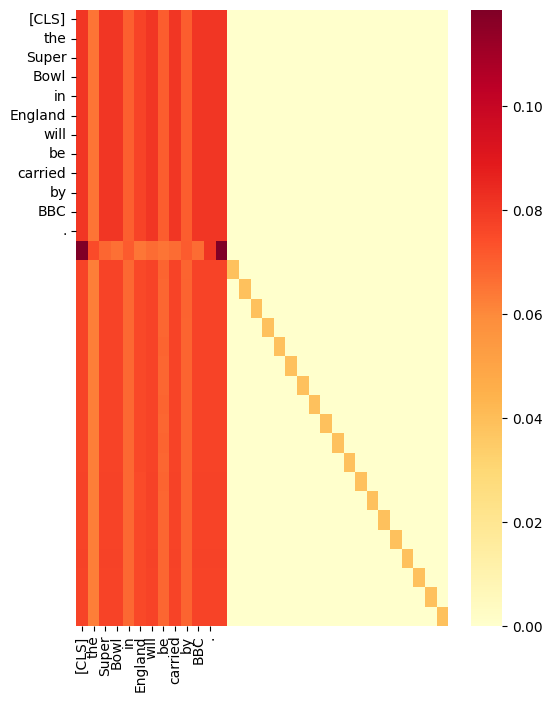 [CLS]
the
Super
Bowl
in
England
will
be
carried
by
BBC
.
0.10
0.08
0.06
0.04
0.02
0.00
[CLS]
the
Super
Bowl
in
England
will
be
carried
by
BBC
.